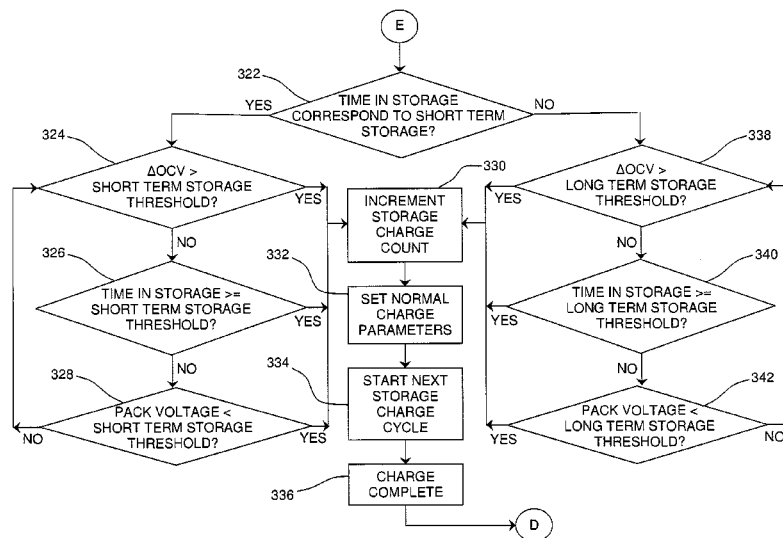 E
322
TIME IN STORAGE
CORRESPOND TO SHORT TERM
STORAGE?
YES
NO
324
ΔOCV >
SHORT TERM STORAGE
THRESHOLD?
YES
NO
326
TIME IN STORAGE >=
SHORT TERM STORAGE
THRESHOLD?
YES
NO
328
PACK VOLTAGE <
SHORT TERM STORAGE
THRESHOLD?
NO
YES
330
INCREMENT
STORAGE
CHARGE
COUNT
332
SET NORMAL
CHARGE
PARAMETERS
334
START NEXT
STORAGE
CHARGE
CYCLE
336
CHARGE
COMPLETE
D
338
ΔOCV >
LONG TERM STORAGE
THRESHOLD?
YES
NO
340
TIME IN STORAGE >=
LONG TERM STORAGE
THRESHOLD?
YES
NO
342
PACK VOLTAGE <
LONG TERM STORAGE
THRESHOLD?
YES
NO